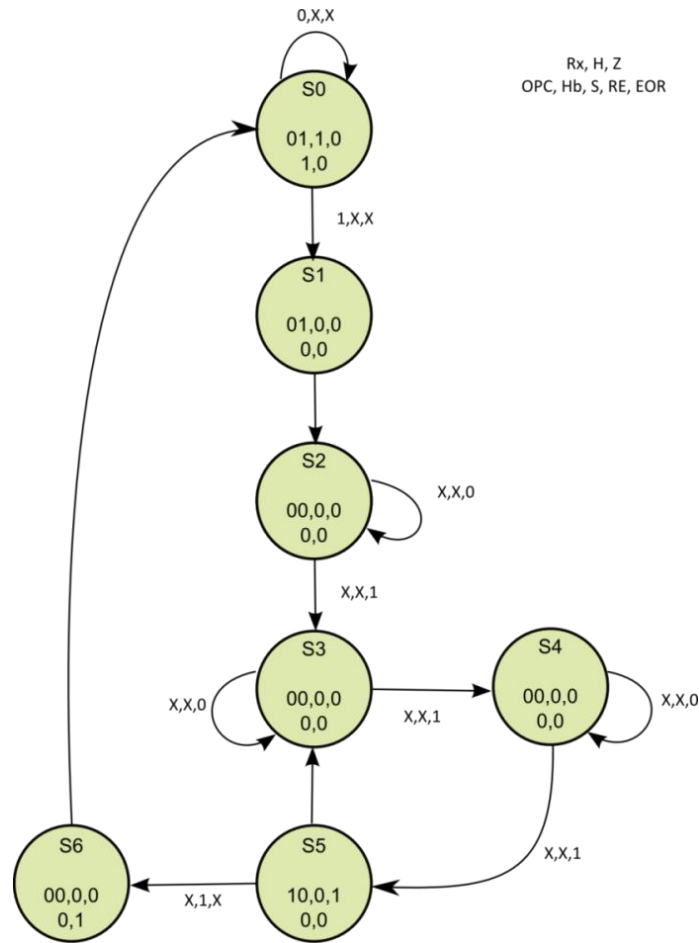 0,X,X
Rx, H, Z
OPC, Hb, S, RE, EOR
S0
01,1,0
1,0
1,X,X
S1
01,0,0
0,0
S2
00,0,0
0,0
X,X,0
X,X,1
S3
00,0,0
0,0
X,X,0
X,X,1
S4
00,0,0
0,0
X,X,0
X,X,1
S6
00,0,0
0,1
X,1,X
S5
10,0,1
0,0